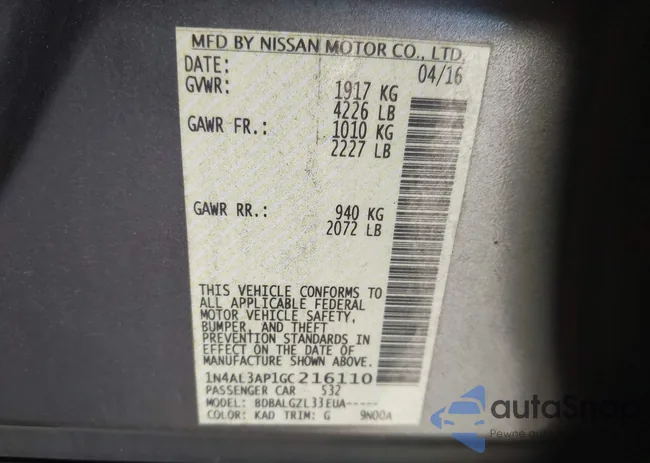 MFD BY NISSAN MOTOR CO., LTD.
DATE: 04/16
GVWR: 1917 KG
4226 LB
GAWR FR.: 1010 KG
2227 LB
GAWR RR.: 940 KG
2072 LB
THIS VEHICLE CONFORMS TO
ALL APPLICABLE FEDERAL
MOTOR VEHICLE SAFETY,
BUMPER, AND THEFT
PREVENTION STANDARDS IN
EFFECT ON THE DATE OF
MANUFACTURE SHOWN ABOVE.
1N4AL3AP1GC216110
PASSENGER CAR 532
MODEL: BDBALGZL33EUA-----
COLOR: KAD TRIM: G 9N00A
autoSnap
Pewne auto